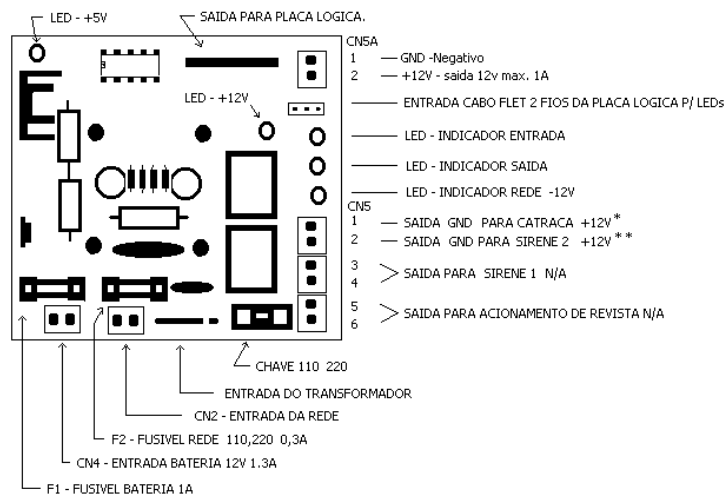 LED - +5V
SAIDA PARA PLACA LOGICA.
CN5A
1 GND -Negativo
2 +12V - saida 12v max. 1A
LED - +12V
ENTRADA CABO FLET 2 FIOS DA PLACA LOGICA P/ LEDs
LED - INDICADOR ENTRADA
LED - INDICADOR SAIDA
LED - INDICADOR REDE -12V
CN5
1 SAIDA GND PARA CATRACA +12V*
2 SAIDA GND PARA SIRENE 2 +12V**
3
4
SAIDA PARA SIRENE 1 N/A
5
6
SAIDA PARA ACIONAMENTO DE REVISTA N/A
CHAVE 110 220
ENTRADA DO TRANSFORMADOR
CN2 - ENTRADA DA REDE
F2 - FUSIVEL REDE 110,220 0,3A
CN4 - ENTRADA BATERIA 12V 1.3A
F1 - FUSIVEL BATERIA 1A